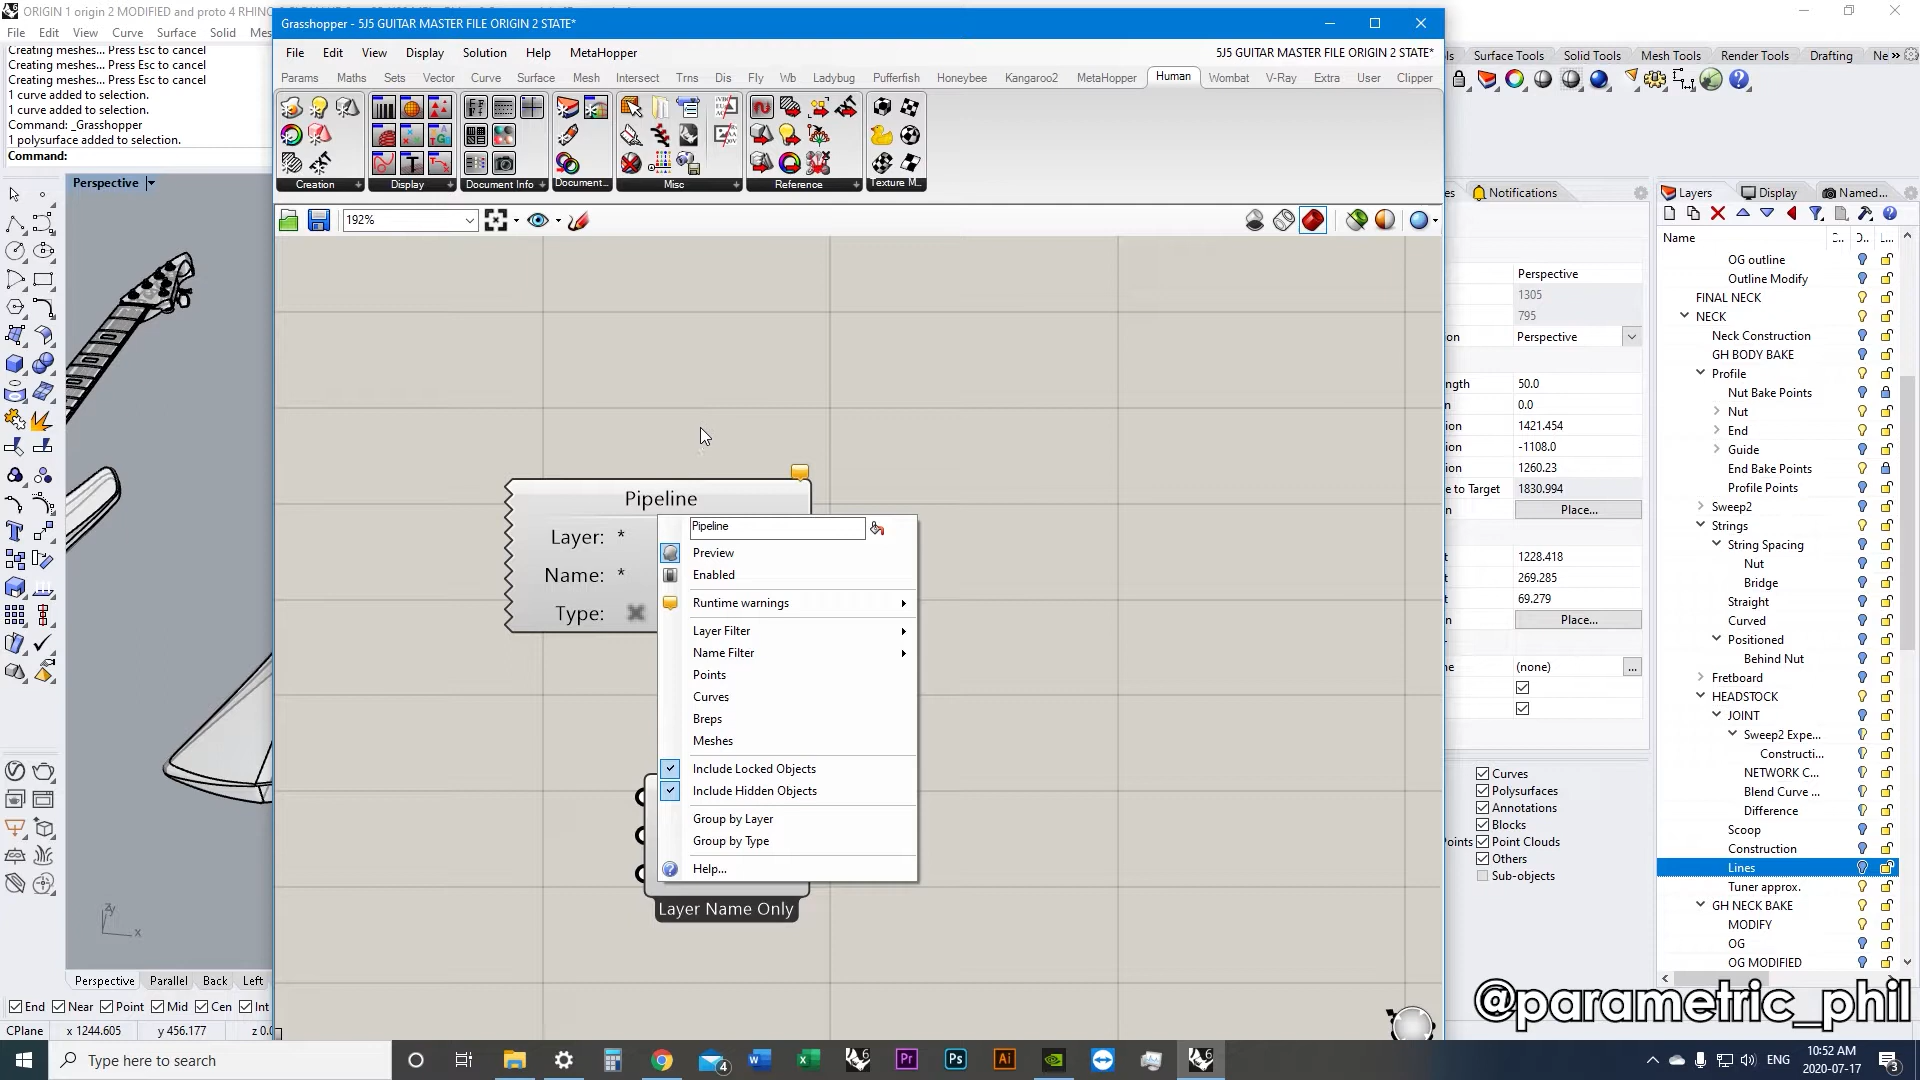 ORIGIN 1 origin 2 MODIFIED and proto 4 RHINO
File Edit View Curve Surface Solid
Creating meshes... Press Esc to cancel
Creating meshes... Press Esc to cancel
Creating meshes... Press Esc to cancel
1 curve added to selection.
Command: _Grasshopper
1 polysurface added to selection.
Command:
Perspective
Grasshopper - 5J5 GUITAR MASTER FILE ORIGIN 2 STATE*
File Edit View Display Solution Help MetaHopper
5J5 GUITAR MASTER FILE ORIGIN 2 STATE*
Params Maths Sets Vector Curve Surface Mesh Intersect Trns Dis Fly Wb Ladybug Pufferfish Honeybee Kangaroo2 MetaHopper Human Wombat V-Ray Extra User Clipper
Creation Display Document Info Document... Misc Reference Texture M...
192%
Pipeline
Layer: *
Name: *
Type:
Pipeline
Preview
Enabled
Runtime warnings
Layer Filter
Name Filter
Points
Curves
Breps
Meshes
Include Locked Objects
Include Hidden Objects
Group by Layer
Group by Type
Help...
Layer Name Only
Surface Tools Solid Tools Mesh Tools Render Tools Drafting Ne »
Notifications
Perspective
1305
795
Perspective
50.0
0.0
1421.454
-1108.0
1260.23
e to Target 1830.994
Place...
1228.418
269.285
69.279
Place...
(none) ...
Curves
Polysurfaces
Annotations
Blocks
Point Clouds
Others
Sub-objects
Layers Display Named...
Name C.. D.. L...
OG outline
Outline Modify
FINAL NECK
NECK
Neck Construction
GH BODY BAKE
Profile
Nut Bake Points
Nut
End
Guide
End Bake Points
Profile Points
Sweep2
Strings
String Spacing
Nut
Bridge
Straight
Curved
Positioned
Behind Nut
Fretboard
HEADSTOCK
JOINT
Sweep2 Expe...
Constructi...
NETWORK C...
Blend Curve ...
Difference
Scoop
Construction
Lines
Tuner approx.
GH NECK BAKE
MODIFY
OG
OG MODIFIED
@parametric_phil
Perspective Parallel Back Left
End Near Point Mid Cen Int
CPlane x 1244.605 y 456.177 z 0.0
Type here to search
ENG
10:52 AM
2020-07-17